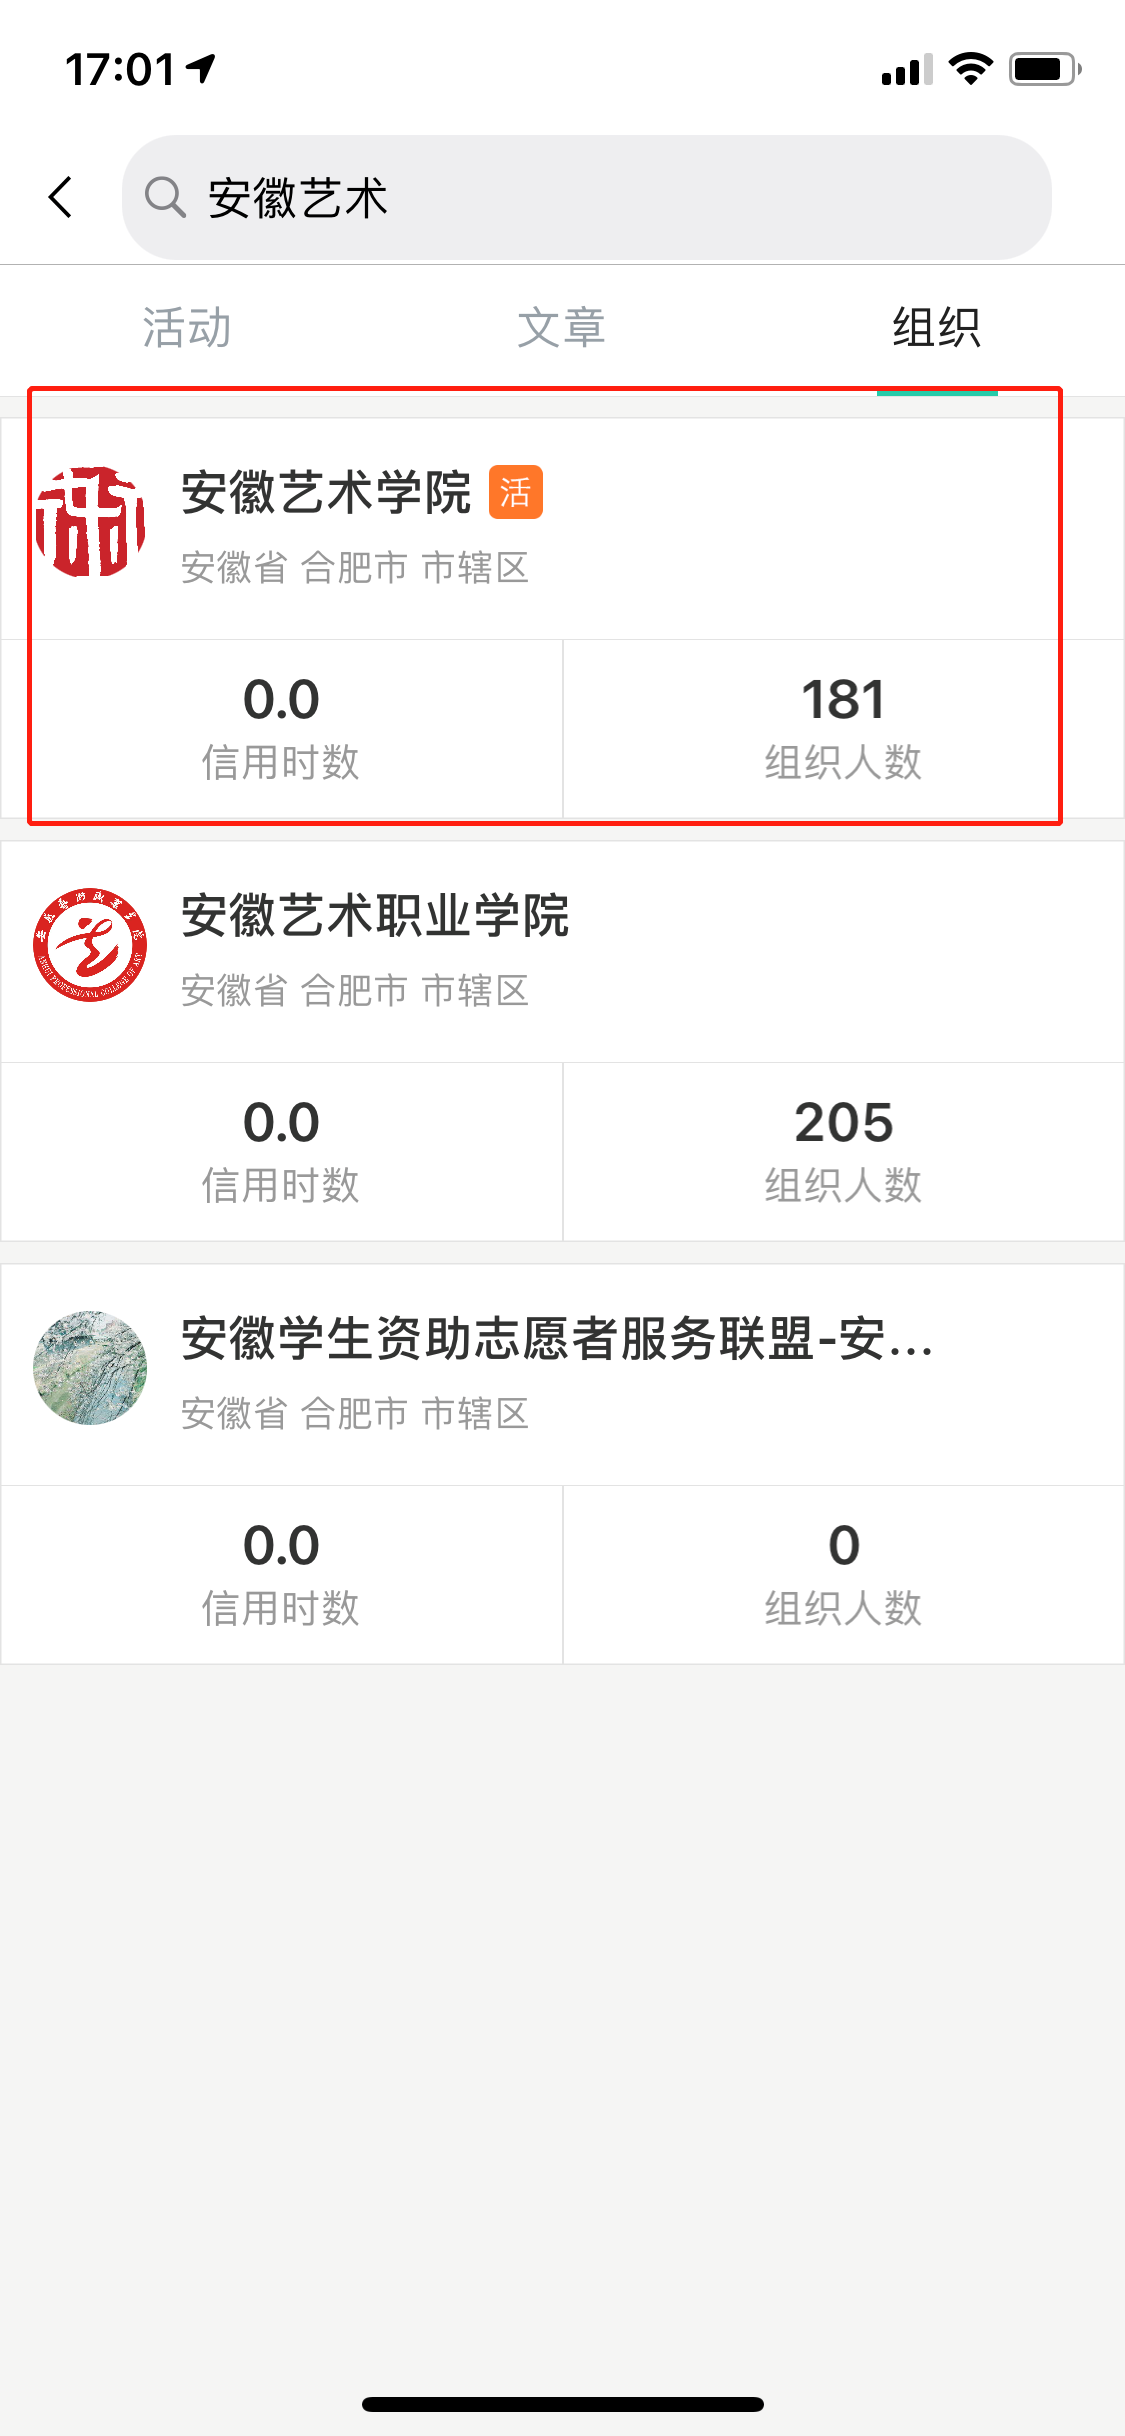 17:01
安徽艺术
活动 文章 组织
安徽艺术学院 活
安徽省 合肥市 市辖区
0.0 181
信用时数 组织人数
安徽艺术职业学院
安徽省 合肥市 市辖区
0.0 205
信用时数 组织人数
安徽学生资助志愿者服务联盟-安...
安徽省 合肥市 市辖区
0.0 0
信用时数 组织人数